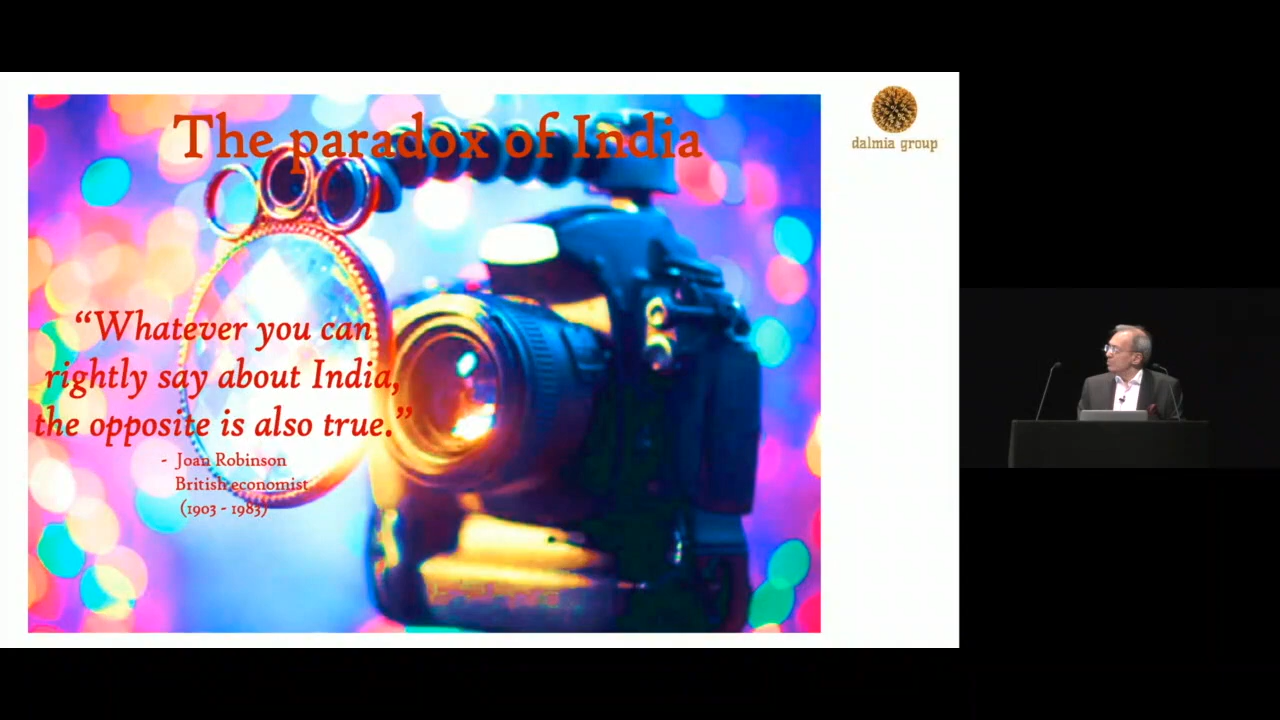 The paradox of India
dalmia group
“Whatever you can
rightly say about India,
the opposite is also true.”
- Joan Robinson
British economist
(1903 - 1983)